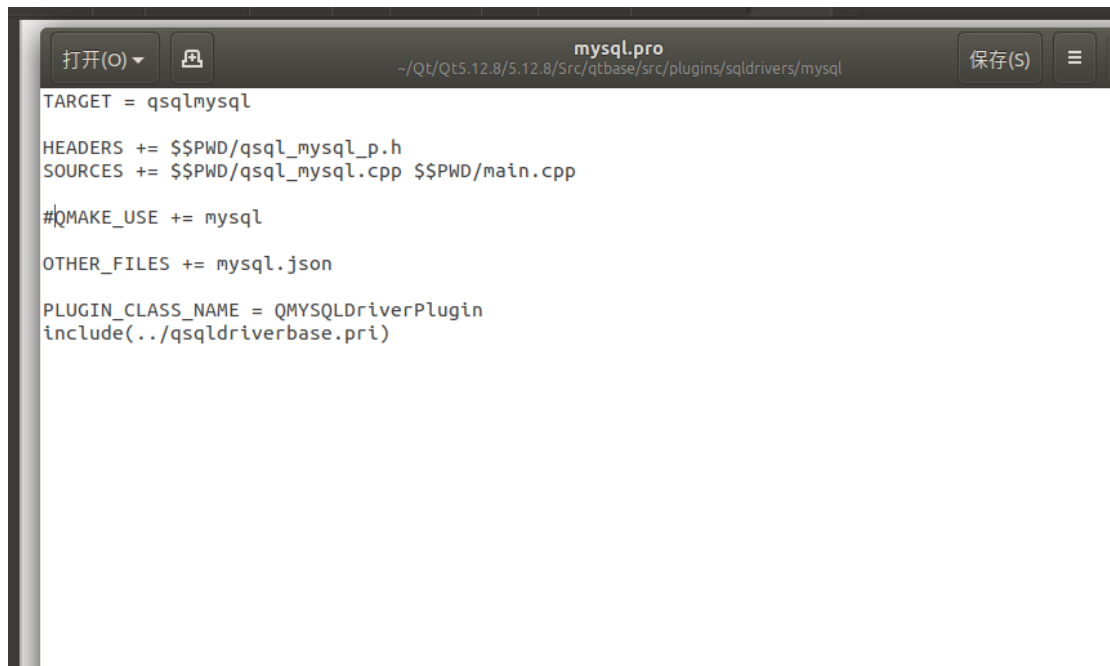 打开(O)
mysql.pro
~/Qt/Qt5.12.8/5.12.8/Src/qtbase/src/plugins/sqldrivers/mysql
保存(S)
TARGET = qsqlmysql
HEADERS += $$PWD/qsql_mysql_p.h
SOURCES += $$PWD/qsql_mysql.cpp $$PWD/main.cpp
#QMAKE_USE += mysql
OTHER_FILES += mysql.json
PLUGIN_CLASS_NAME = QMYSQLDriverPlugin
include(../qsqldriverbase.pri)